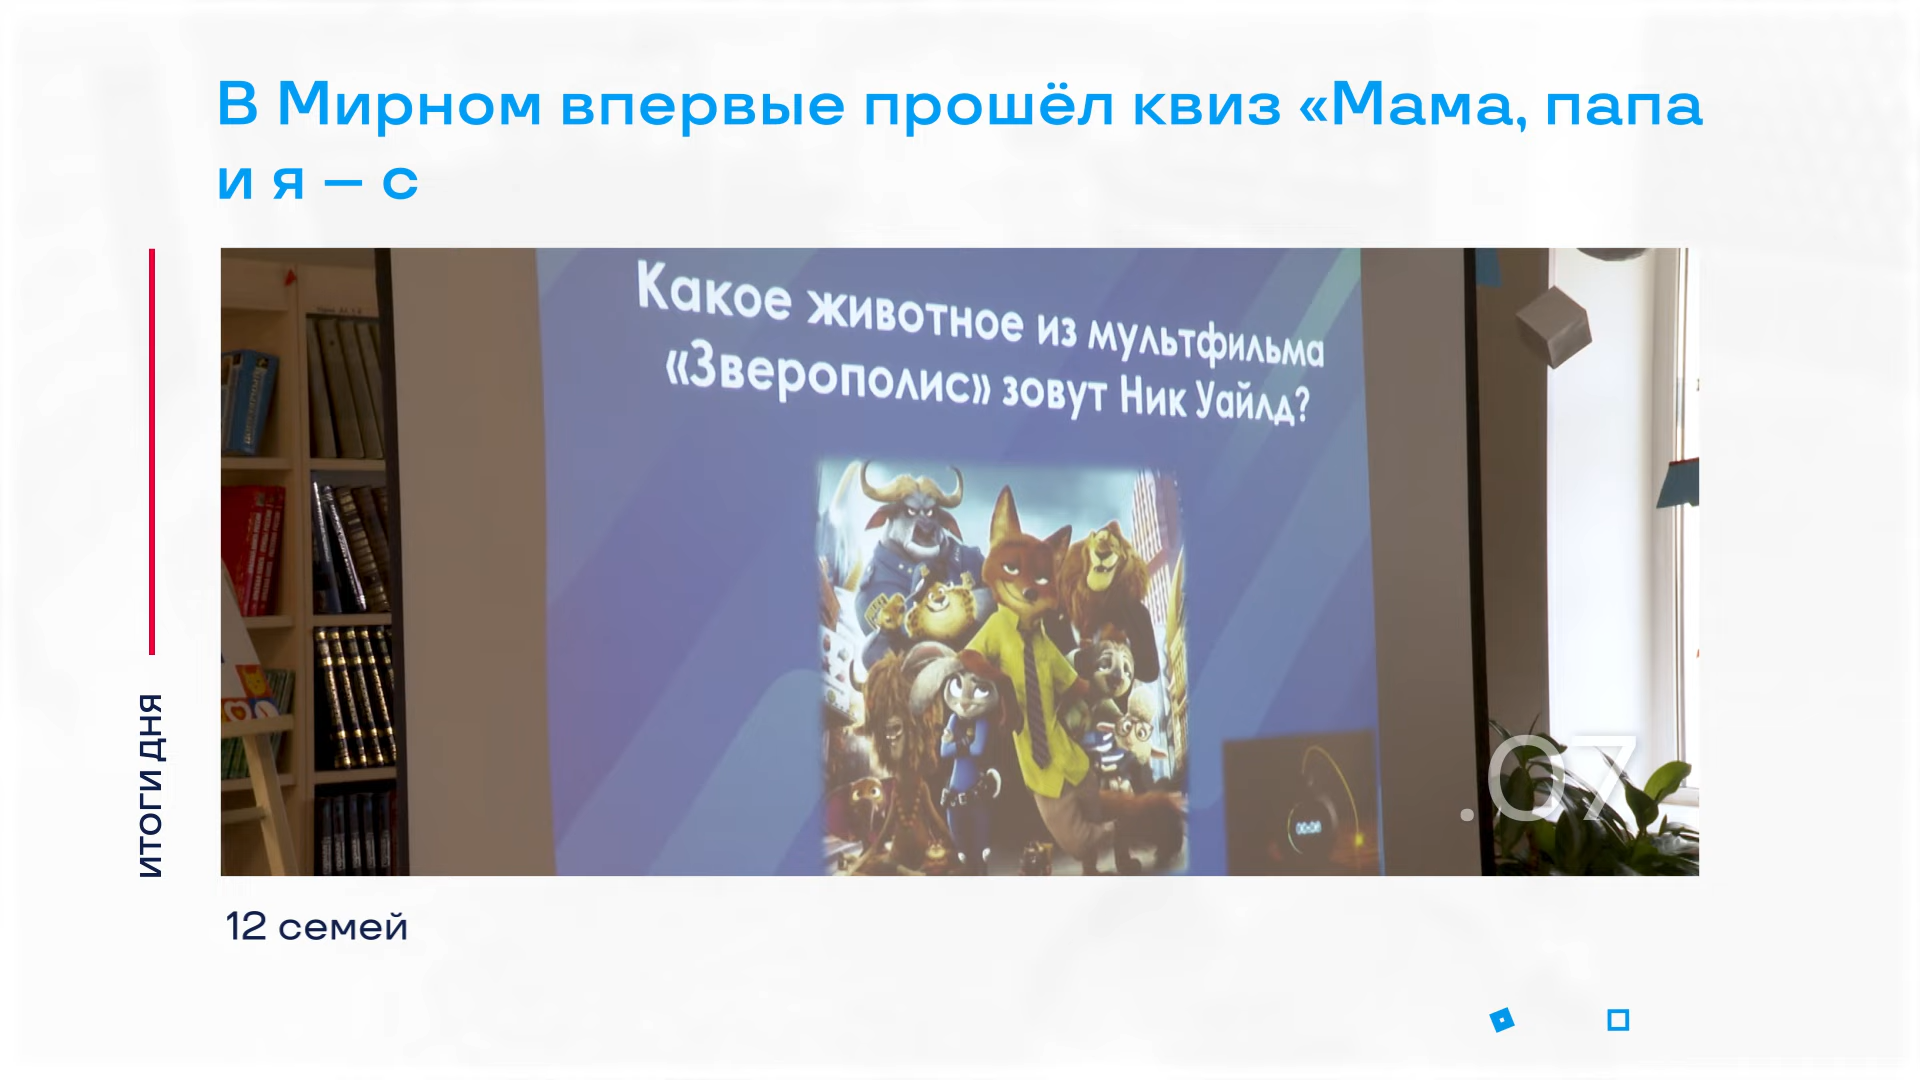 В Мирном впервые прошёл квиз «Мама, папа
и я – с
Какое животное из мультфильма
«Зверополис» зовут Ник Уайлд?
.07
ИТОГИ ДНЯ
12 семей